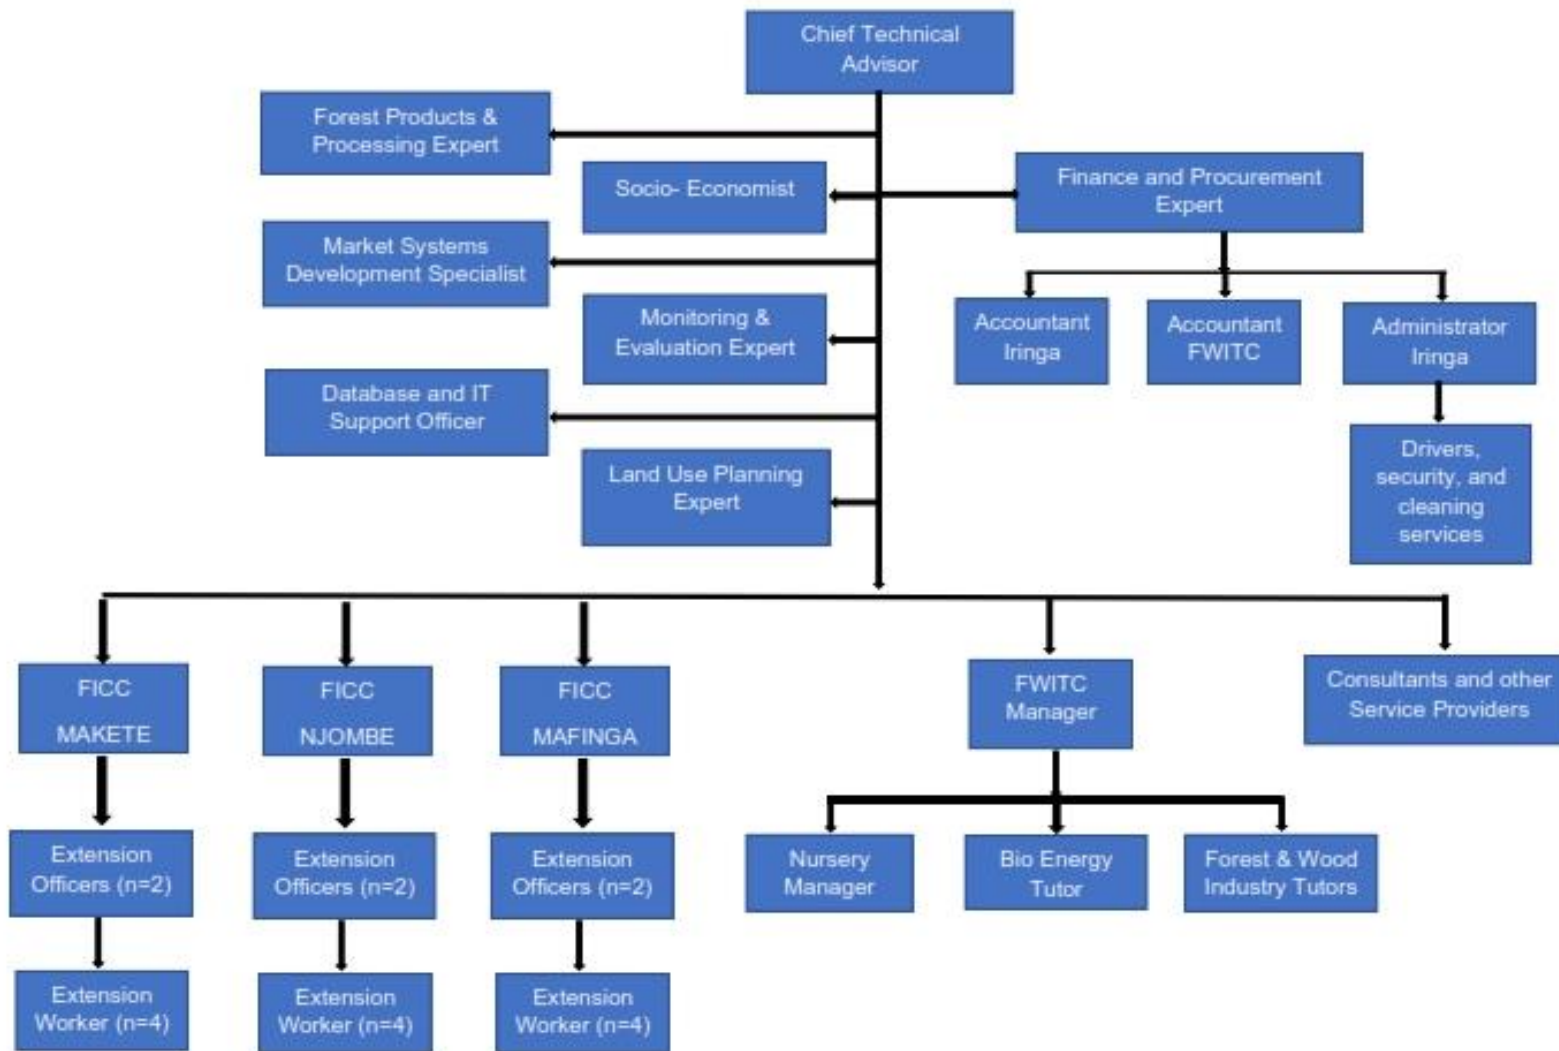 Chief Technical
Advisor
Forest Products &
Processing Expert
Socio- Economist
Finance and Procurement
Expert
Market Systems
Development Specialist
Monitoring &
Evaluation Expert
Accountant
Iringa
Accountant
FWITC
Administrator
Iringa
Database and IT
Support Officer
Land Use Planning
Expert
Drivers,
security, and
cleaning
services
FICC
MAKETE
FICC
NJOMBE
FICC
MAFINGA
FWITC
Manager
Consultants and other
Service Providers
Extension
Officers (n=2)
Extension
Officers (n=2)
Extension
Officers (n=2)
Nursery
Manager
Bio Energy
Tutor
Forest & Wood
Industry Tutors
Extension
Worker (n=4)
Extension
Worker (n=4)
Extension
Worker (n=4)